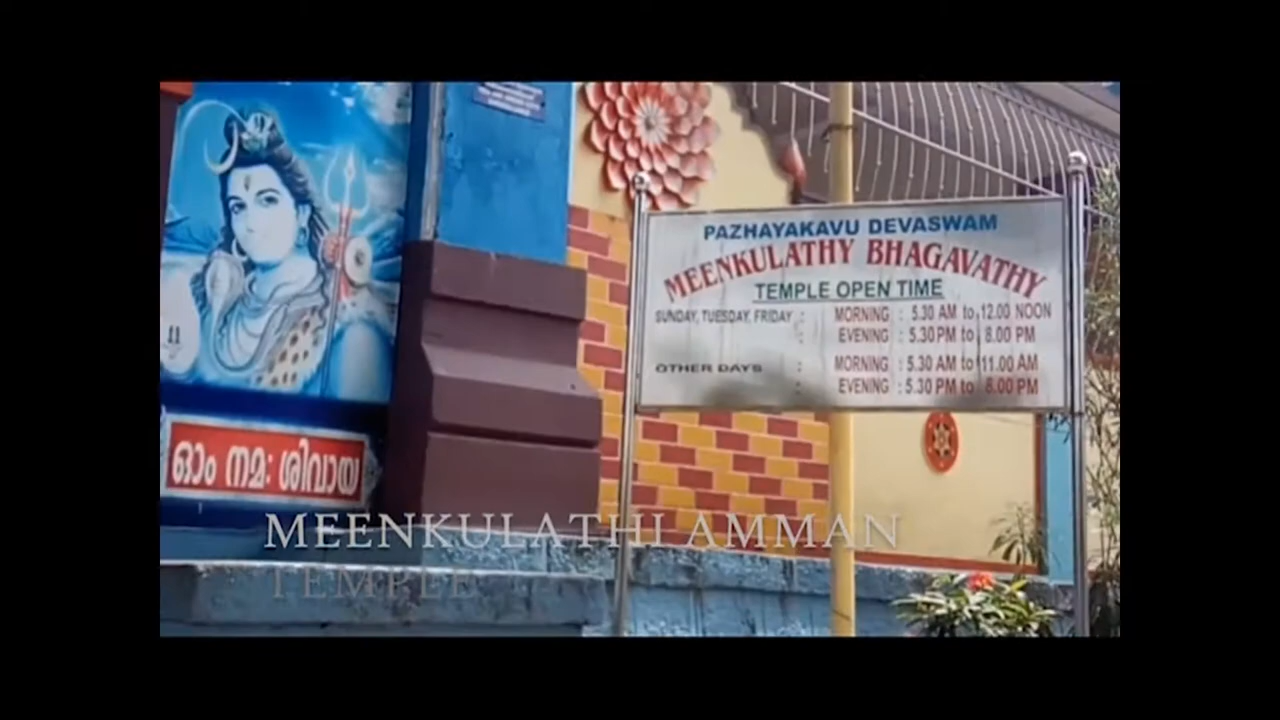 PAZHAYAKAVU DEVASWAM
MEENKULATHY BHAGAVATHY
TEMPLE OPEN TIME
SUNDAY, TUESDAY, FRIDAY : MORNING : 5.30 AM to 12.00 NOON
: EVENING : 5.30 PM to 8.00 PM
OTHER DAYS : MORNING : 5.30 AM to 11.00 AM
: EVENING : 5.30 PM to 8.00 PM
11
ഓം നമ: ശിവായ
MEENKULATHI AMMAN
TEMPLE